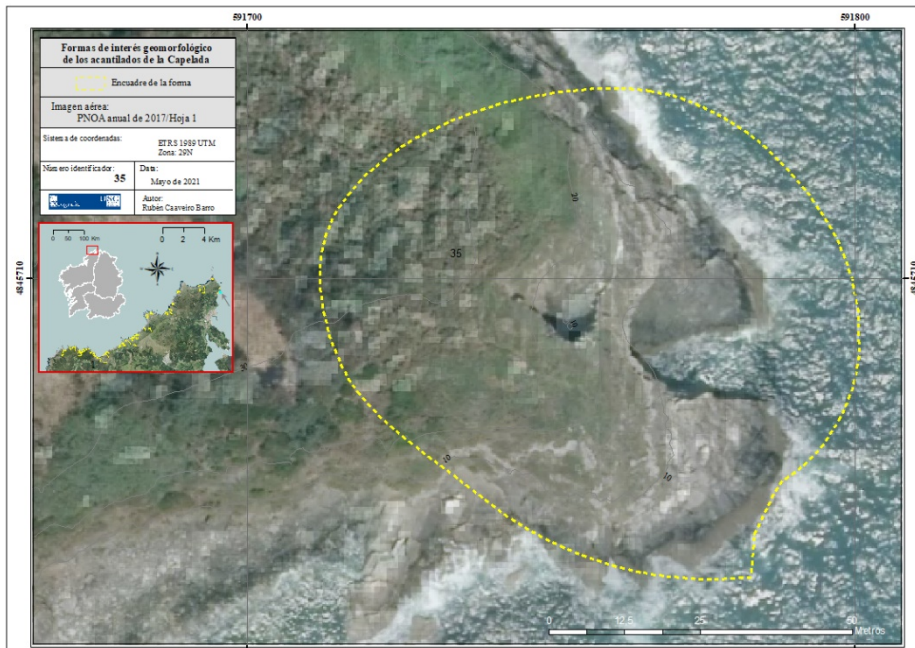 591700
591800
Formas de interés geomorfológico
de los acantilados de la Capelada
Encuadre de la forma
Imagen aérea:
PNOA anual de 2017/Hoja 1
Sistema de coordenadas:
ETRS 1989 UTM
Zona: 29N
Número identificador:
35
Data:
Mayo de 2021
Autor:
Rubén Caaveiro Barro
0 50 100 Km
0 2 4 Km
4845710
4845710
35
20
10
10
0 12,5 25 50
Metros